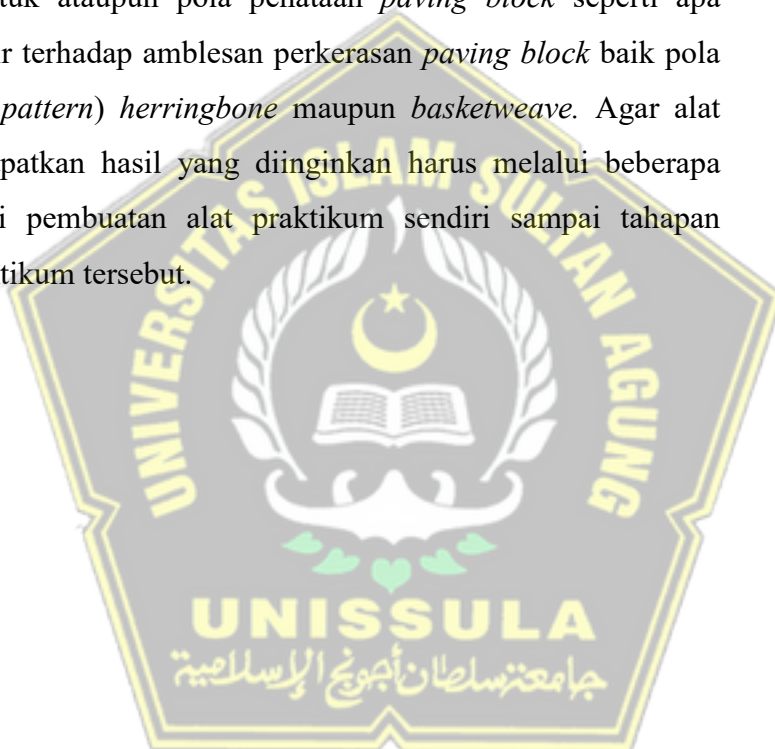 ataupun pola penataan paving block seperti apa
terhadap amblesan perkerasan paving block baik pola
pattern) herringbone maupun basketweave. Agar alat
patkan hasil yang diinginkan harus melalui beberapa
i pembuatan alat praktikum sendiri sampai tahapan
tikum tersebut.
UNIVERSITAS ISLAM SULTAN AGUNG
UNISSULA
جامعة سلطان أجونج الإسلامية